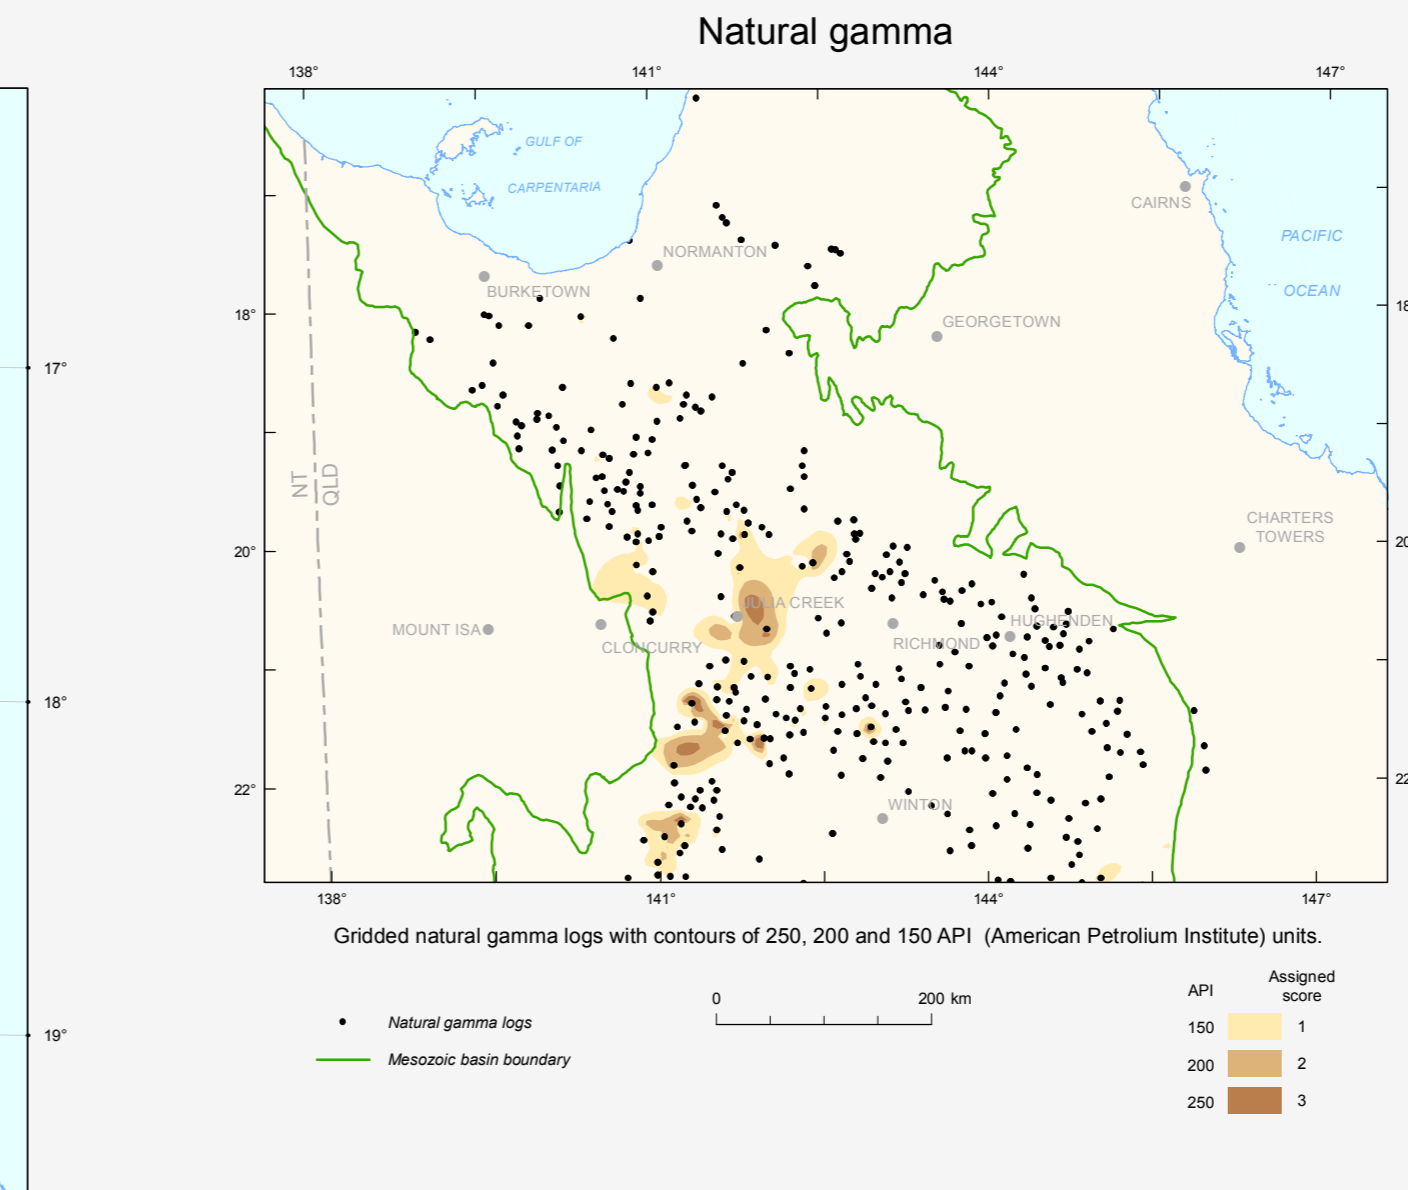 Natural gamma
138°
141°
144°
147°
GULF OF
CARPENTARIA
CAIRNS
PACIFIC
OCEAN
NORMANTON
BURKETOWN
18°
18
GEORGETOWN
17°
NT
QLD
CHARTERS
TOWERS
20°
20
JULIA CREEK
MOUNT ISA
CLONCURRY
RICHMOND
HUGHENDEN
18°
22°
22
WINTON
138°
141°
144°
147°
Gridded natural gamma logs with contours of 250, 200 and 150 API (American Petrolium Institute) units.
0
200 km
API
Assigned
score
Natural gamma logs
150
1
19°
Mesozoic basin boundary
200
2
250
3